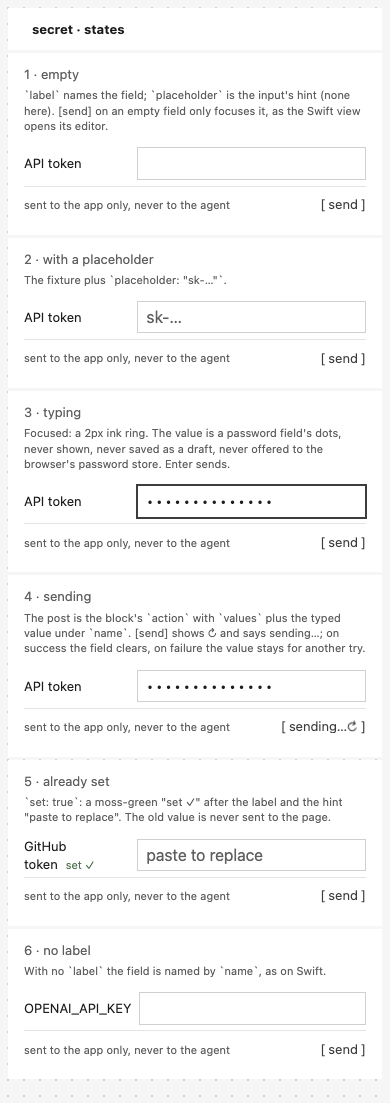 secret · states
1 · empty
`label` names the field; `placeholder` is the input's hint (none
here). [send] on an empty field only focuses it, as the Swift view
opens its editor.
API token
sent to the app only, never to the agent [ send ]
2 · with a placeholder
The fixture plus `placeholder: "sk-…"`.
API token sk-…
sent to the app only, never to the agent [ send ]
3 · typing
Focused: a 2px ink ring. The value is a password field's dots,
never shown, never saved as a draft, never offered to the
browser's password store. Enter sends.
API token ••••••••••••••
sent to the app only, never to the agent [ send ]
4 · sending
The post is the block's `action` with `values` plus the typed
value under `name`. [send] shows ↻ and says sending…; on
success the field clears, on failure the value stays for another try.
API token ••••••••••••••
sent to the app only, never to the agent [ sending…↻ ]
5 · already set
`set: true`: a moss-green "set ✓" after the label and the hint
"paste to replace". The old value is never sent to the page.
GitHub
token set ✓ paste to replace
sent to the app only, never to the agent [ send ]
6 · no label
With no `label` the field is named by `name`, as on Swift.
OPENAI_API_KEY
sent to the app only, never to the agent [ send ]